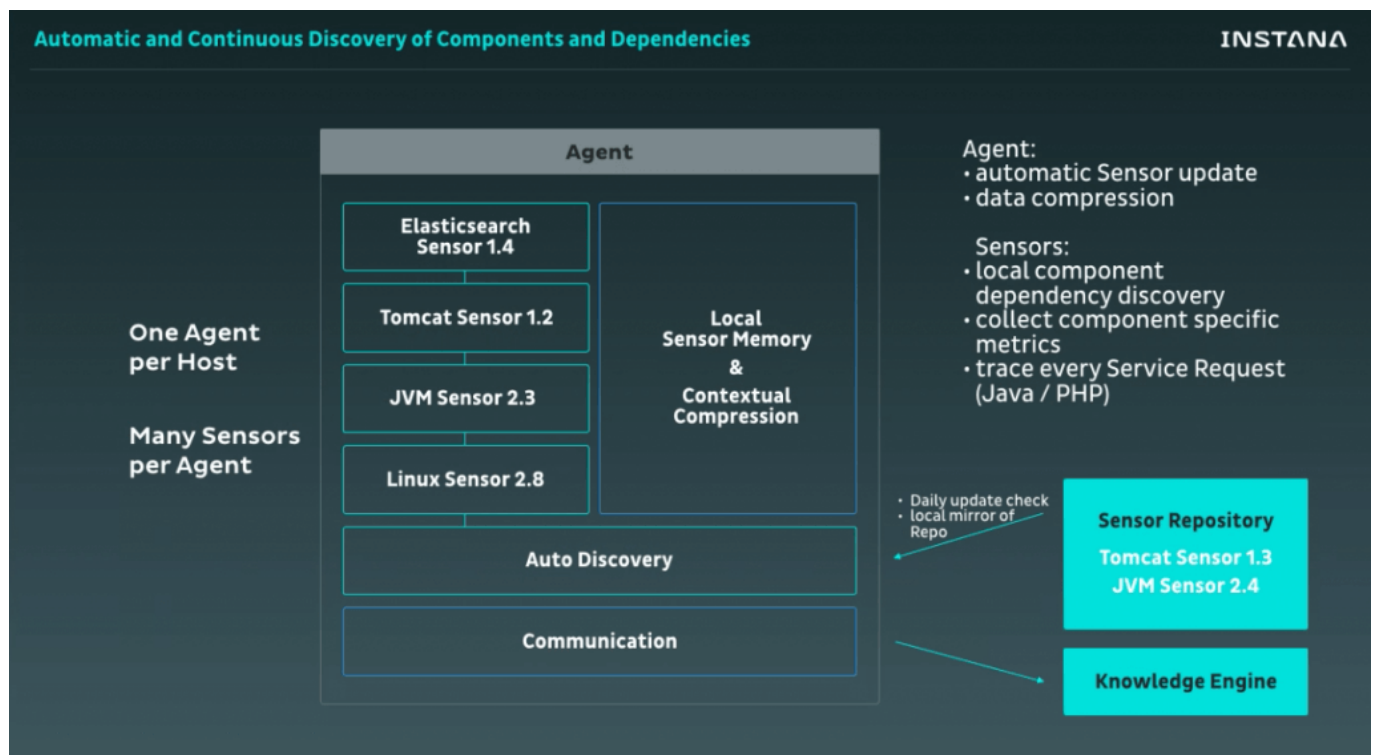 Automatic and Continuous Discovery of Components and Dependencies
INSTANA
Agent
Elasticsearch
Sensor 1.4
Tomcat Sensor 1.2
JVM Sensor 2.3
Linux Sensor 2.8
Local
Sensor Memory
&
Contextual
Compression
Auto Discovery
Communication
One Agent
per Host
Many Sensors
per Agent
Agent:
• automatic Sensor update
• data compression
Sensors:
• local component
dependency discovery
• collect component specific
metrics
• trace every Service Request
(Java / PHP)
• Daily update check
• local mirror of
Repo
Sensor Repository
Tomcat Sensor 1.3
JVM Sensor 2.4
Knowledge Engine